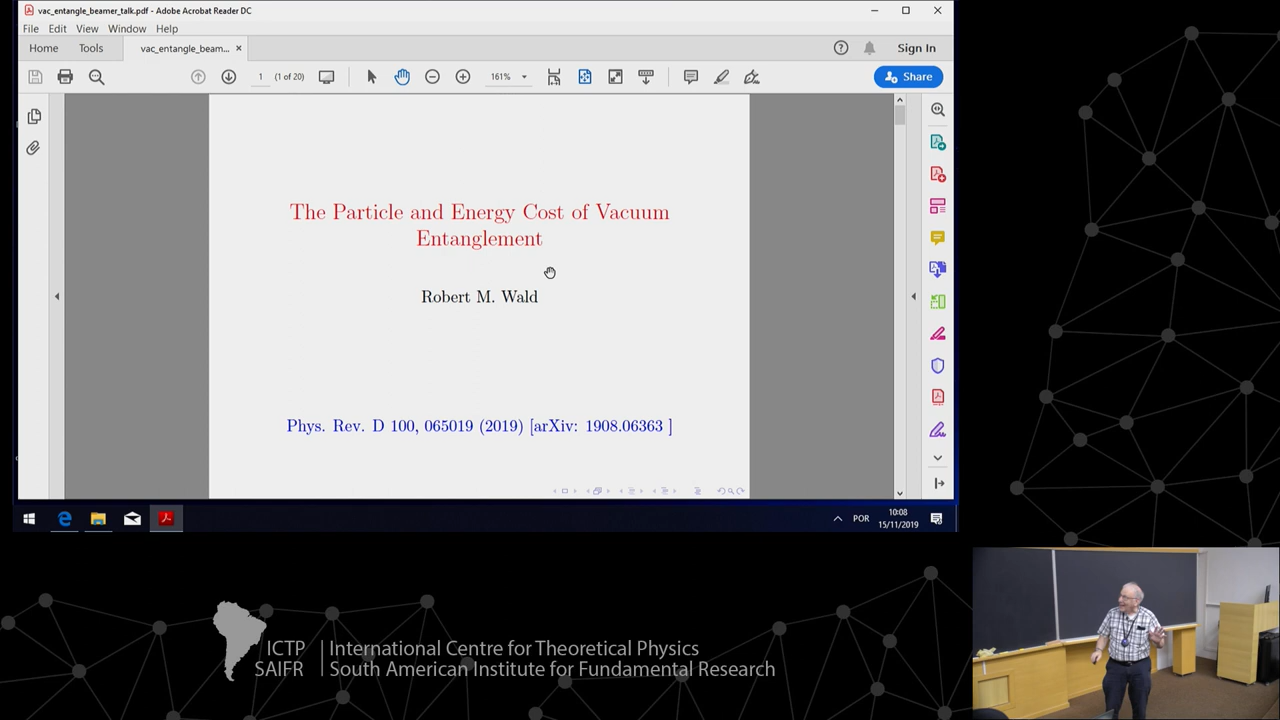 vac_entangle_beamer_talk.pdf - Adobe Acrobat Reader DC
File Edit View Window Help
Home Tools vac_entangle_beam... × Sign In
1 (1 of 20) 161% Share
The Particle and Energy Cost of Vacuum
Entanglement
Robert M. Wald
Phys. Rev. D 100, 065019 (2019) [arXiv: 1908.06363 ]
POR
10:08
15/11/2019
ICTP
SAIFR
International Centre for Theoretical Physics
South American Institute for Fundamental Research